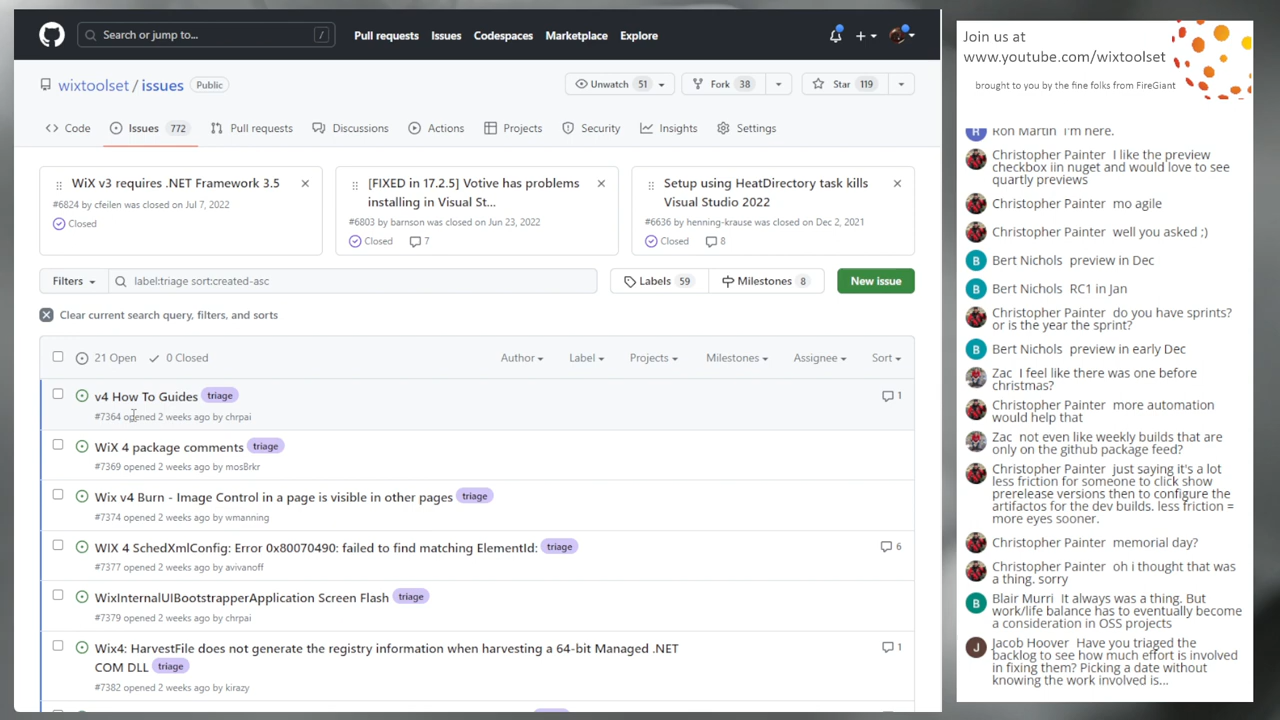 Search or jump to...
/
Pull requests
Issues
Codespaces
Marketplace
Explore
wixtoolset / issues
Public
Unwatch 51
Fork 38
Star 119
Code
Issues 772
Pull requests
Discussions
Actions
Projects
Security
Insights
Settings
WiX v3 requires .NET Framework 3.5
#6824 by cfeilen was closed on Jul 7, 2022
Closed
[FIXED in 17.2.5] Votive has problems
installing in Visual St...
#6803 by barnson was closed on Jun 23, 2022
Closed 7
Setup using HeatDirectory task kills
Visual Studio 2022
#6636 by henning-krause was closed on Dec 2, 2021
Closed 8
Filters
label:triage sort:created-asc
Labels 59
Milestones 8
New issue
Clear current search query, filters, and sorts
21 Open
0 Closed
Author
Label
Projects
Milestones
Assignee
Sort
v4 How To Guides triage
1
#7364 opened 2 weeks ago by chrpai
WiX 4 package comments triage
#7369 opened 2 weeks ago by mosBrkr
Wix v4 Burn - Image Control in a page is visible in other pages triage
#7374 opened 2 weeks ago by wmanning
WIX 4 SchedXmlConfig: Error 0x80070490: failed to find matching ElementId: triage
6
#7377 opened 2 weeks ago by avivanoff
WixInternalUIBootstrapperApplication Screen Flash triage
#7379 opened 2 weeks ago by chrpai
Wix4: HarvestFile does not generate the registry information when harvesting a 64-bit Managed .NET
COM DLL triage
1
#7382 opened 2 weeks ago by kirazy
Join us at
www.youtube.com/wixtoolset
brought to you by the fine folks from FireGiant
R
Ron Martin I'm here.
Christopher Painter I like the preview
checkbox iin nuget and would love to see
quartly previews
Christopher Painter mo agile
Christopher Painter well you asked ;)
B
Bert Nichols preview in Dec
B
Bert Nichols RC1 in Jan
Christopher Painter do you have sprints?
or is the year the sprint?
B
Bert Nichols preview in early Dec
Zac I feel like there was one before
christmas?
Christopher Painter more automation
would help that
Zac not even like weekly builds that are
only on the github package feed?
Christopher Painter just saying it's a lot
less friction for someone to click show
prerelease versions then to configure the
artifactos for the dev builds. less friction =
more eyes sooner.
Christopher Painter memorial day?
Christopher Painter oh i thought that was
a thing. sorry
B
Blair Murri It always was a thing. But
work/life balance has to eventually become
a consideration in OSS projects
J
Jacob Hoover Have you triaged the
backlog to see how much effort is involved
in fixing them? Picking a date without
knowing the work involved is...